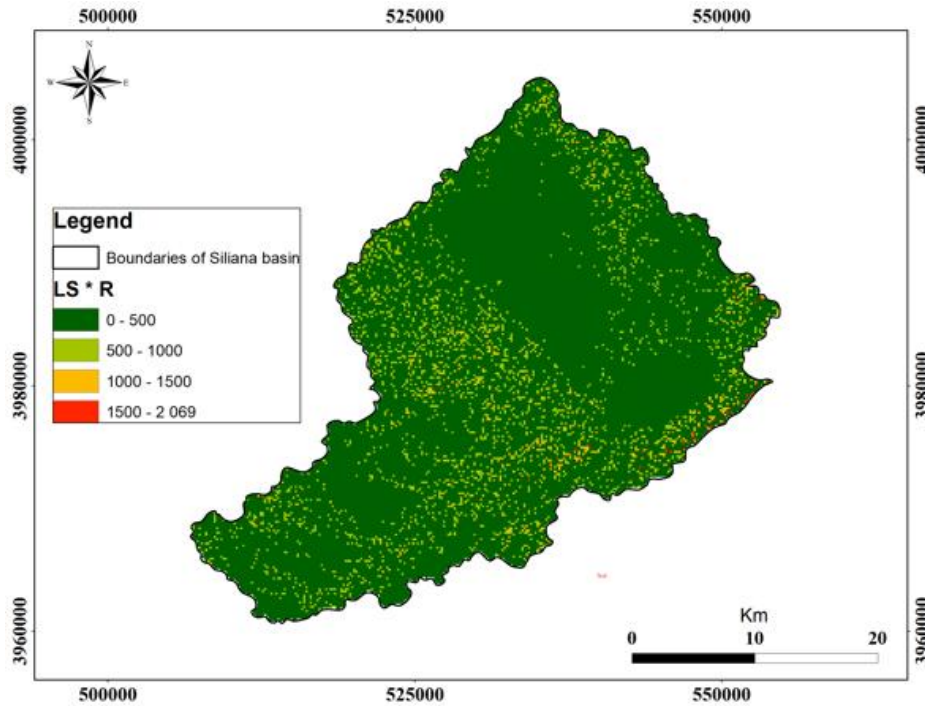 500000 525000 550000
N
W E
S
4000000 4000000
Legend
Boundaries of Siliana basin
LS * R
0 - 500
500 - 1000
1000 - 1500
1500 - 2 069
3980000 3980000
Km
0 10 20
3960000 3960000
500000 525000 550000